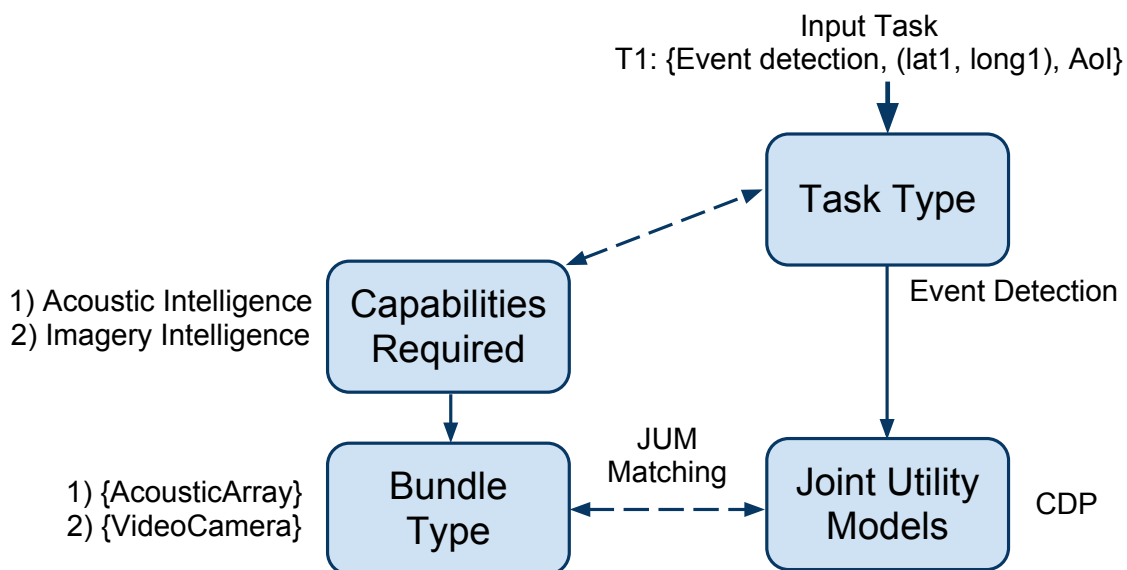 Input Task
T1: {Event detection, (lat1, long1), AoI}
Task Type
1) Acoustic Intelligence
2) Imagery Intelligence
Capabilities
Required
Event Detection
1) {AcousticArray}
2) {VideoCamera}
Bundle
Type
JUM
Matching
Joint Utility
Models
CDP